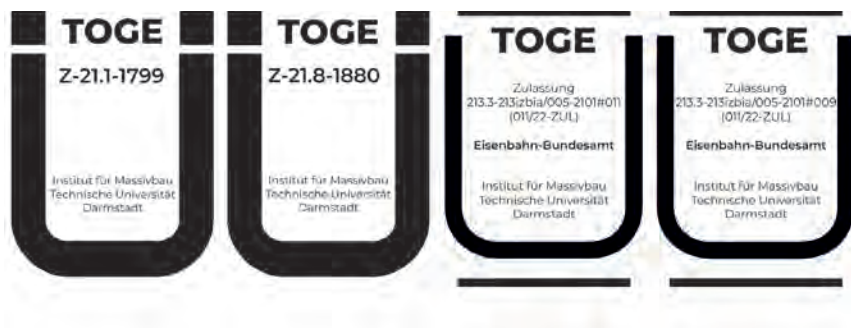 TOGE
Z-21.1-1799
Institut für Massivbau
Technische Universität
Darmstadt
TOGE
Z-21.8-1880
Institut für Massivbau
Technische Universität
Darmstadt
TOGE
Zulassung
213.3-213izbia/005-2101#011
(011/22-ZUL)
Eisenbahn-Bundesamt
Institut für Massivbau
Technische Universität
Darmstadt
TOGE
Zulassung
213.3-213izbia/005-2101#009
(011/22-ZUL)
Eisenbahn-Bundesamt
Institut für Massivbau
Technische Universität
Darmstadt